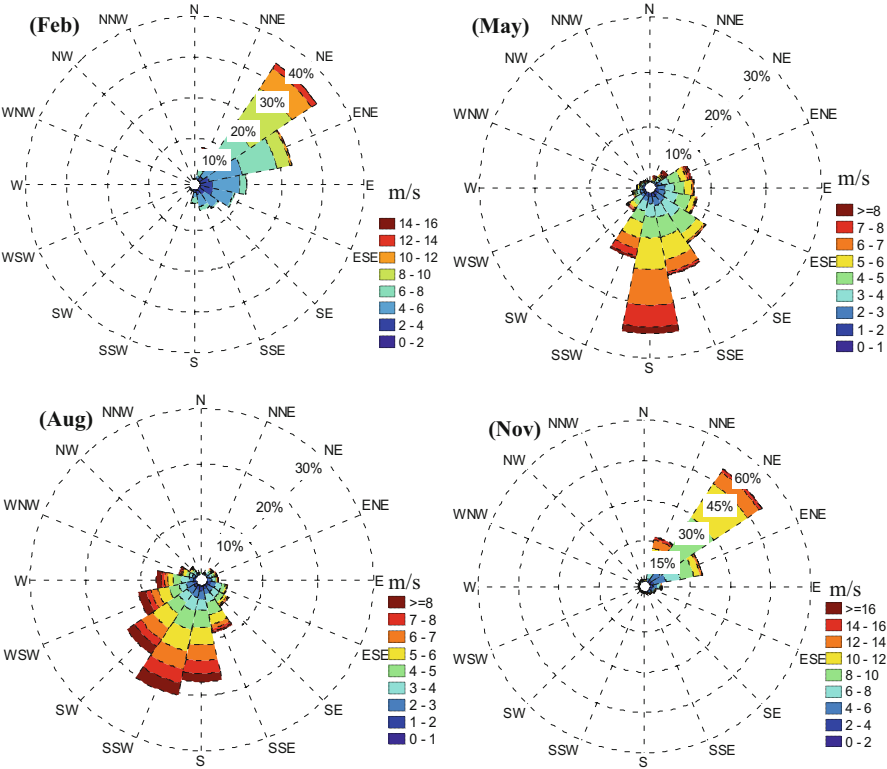 (Feb)
N
NNE
NE
ENE
E
ESE
SE
SSE
S
SSW
SW
WSW
W
WNW
NW
NNW
10%
20%
30%
40%
m/s
14 - 16
12 - 14
10 - 12
8 - 10
6 - 8
4 - 6
2 - 4
0 - 2
(May)
N
NNE
NE
ENE
E
ESE
SE
SSE
S
SSW
SW
WSW
W
WNW
NW
NNW
10%
20%
30%
m/s
>=8
7 - 8
6 - 7
5 - 6
4 - 5
3 - 4
2 - 3
1 - 2
0 - 1
(Aug)
N
NNE
NE
ENE
E
ESE
SE
SSE
S
SSW
SW
WSW
W
WNW
NW
NNW
10%
20%
30%
m/s
>=8
7 - 8
6 - 7
5 - 6
4 - 5
3 - 4
2 - 3
1 - 2
0 - 1
(Nov)
N
NNE
NE
ENE
E
ESE
SE
SSE
S
SSW
SW
WSW
W
WNW
NW
NNW
15%
30%
45%
60%
m/s
>=16
14 - 16
12 - 14
10 - 12
8 - 10
6 - 8
4 - 6
2 - 4
0 - 2